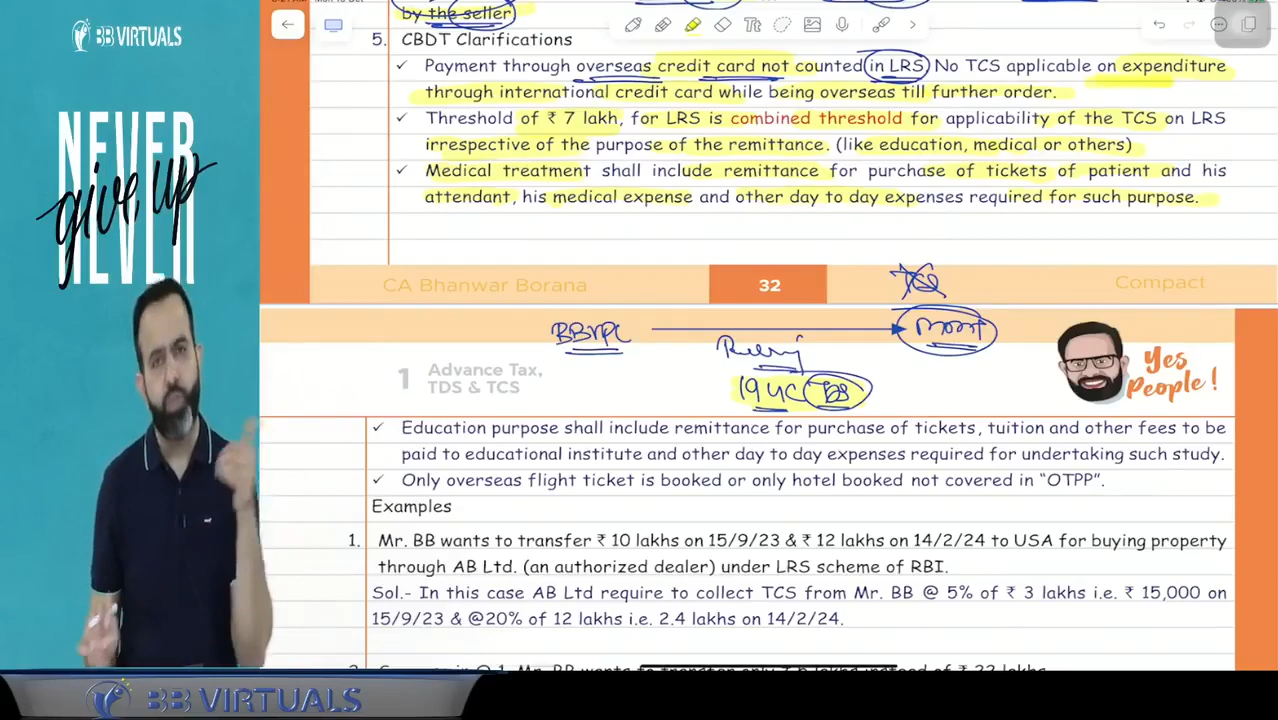 by the seller
BB VIRTUALS
5. CBDT Clarifications
✓ Payment through overseas credit card not counted in LRS No TCS applicable on expenditure
through international credit card while being overseas till further order.
✓ Threshold of ₹ 7 lakh, for LRS is combined threshold for applicability of the TCS on LRS
irrespective of the purpose of the remittance. (like education, medical or others)
✓ Medical treatment shall include remittance for purchase of tickets of patient and his
attendant, his medical expense and other day to day expenses required for such purpose.
NEVER
give up
NEVER
CA Bhanwar Borana
32
Compact
1
Advance Tax,
TDS & TCS
194C TDS
Yes
People!
✓ Education purpose shall include remittance for purchase of tickets, tuition and other fees to be
paid to educational institute and other day to day expenses required for undertaking such study.
✓ Only overseas flight ticket is booked or only hotel booked not covered in “OTPP”.
Examples
1. Mr. BB wants to transfer ₹ 10 lakhs on 15/9/23 & ₹ 12 lakhs on 14/2/24 to USA for buying property
through AB Ltd. (an authorized dealer) under LRS scheme of RBI.
Sol.- In this case AB Ltd require to collect TCS from Mr. BB @ 5% of ₹ 3 lakhs i.e. ₹ 15,000 on
15/9/23 & @20% of 12 lakhs i.e. 2.4 lakhs on 14/2/24.
BB VIRTUALS